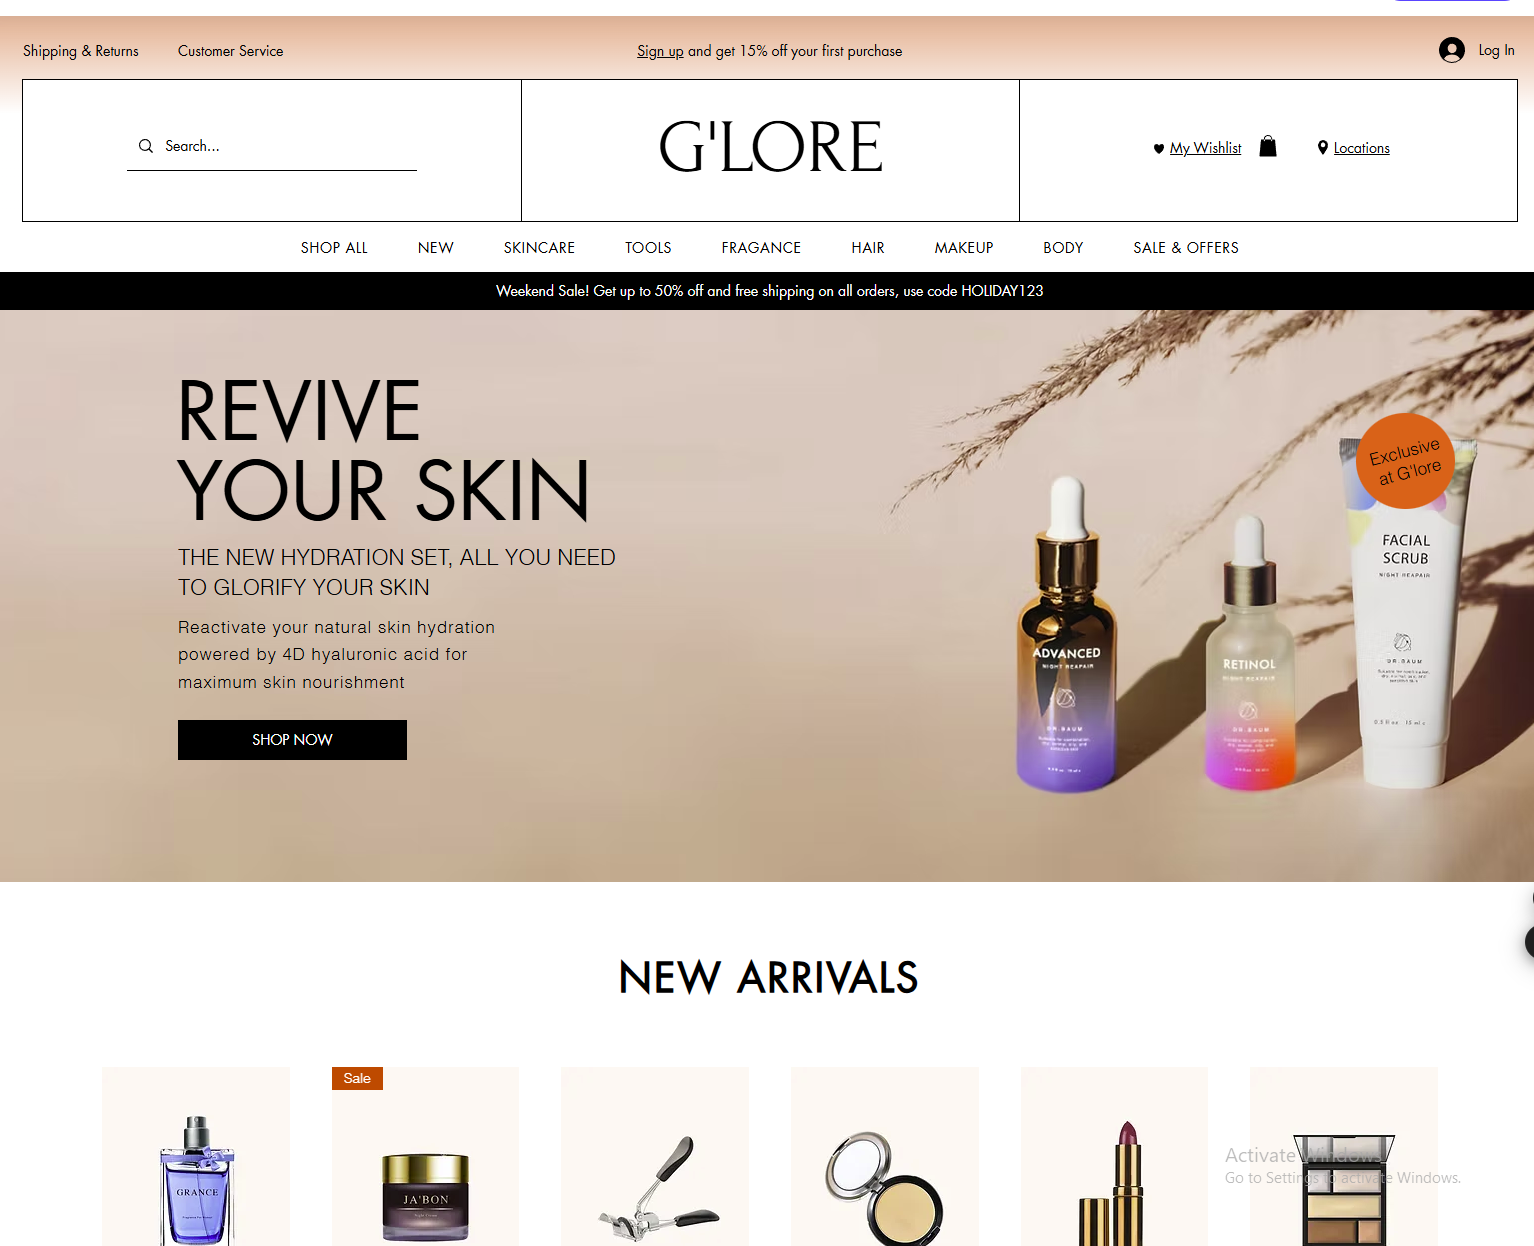 Shipping & Returns
Customer Service
Sign up and get 15% off your first purchase
Log In
Search...
G'LORE
My Wishlist
Locations
SHOP ALL
NEW
SKINCARE
TOOLS
FRAGANCE
HAIR
MAKEUP
BODY
SALE & OFFERS
Weekend Sale! Get up to 50% off and free shipping on all orders, use code HOLIDAY123
REVIVE
YOUR SKIN
THE NEW HYDRATION SET, ALL YOU NEED
TO GLORIFY YOUR SKIN
Reactivate your natural skin hydration
powered by 4D hyaluronic acid for
maximum skin nourishment
SHOP NOW
Exclusive
at G'lore
ADVANCED
NIGHT REAPAIR
DR.BAUM
RETINOL
NIGHT REAPAIR
DR.BAUM
FACIAL
SCRUB
NIGHT REAPAIR
DR.BAUM
NEW ARRIVALS
GRANCE
Sale
JA'BON
Activate Windows
Go to Settings to activate Windows.